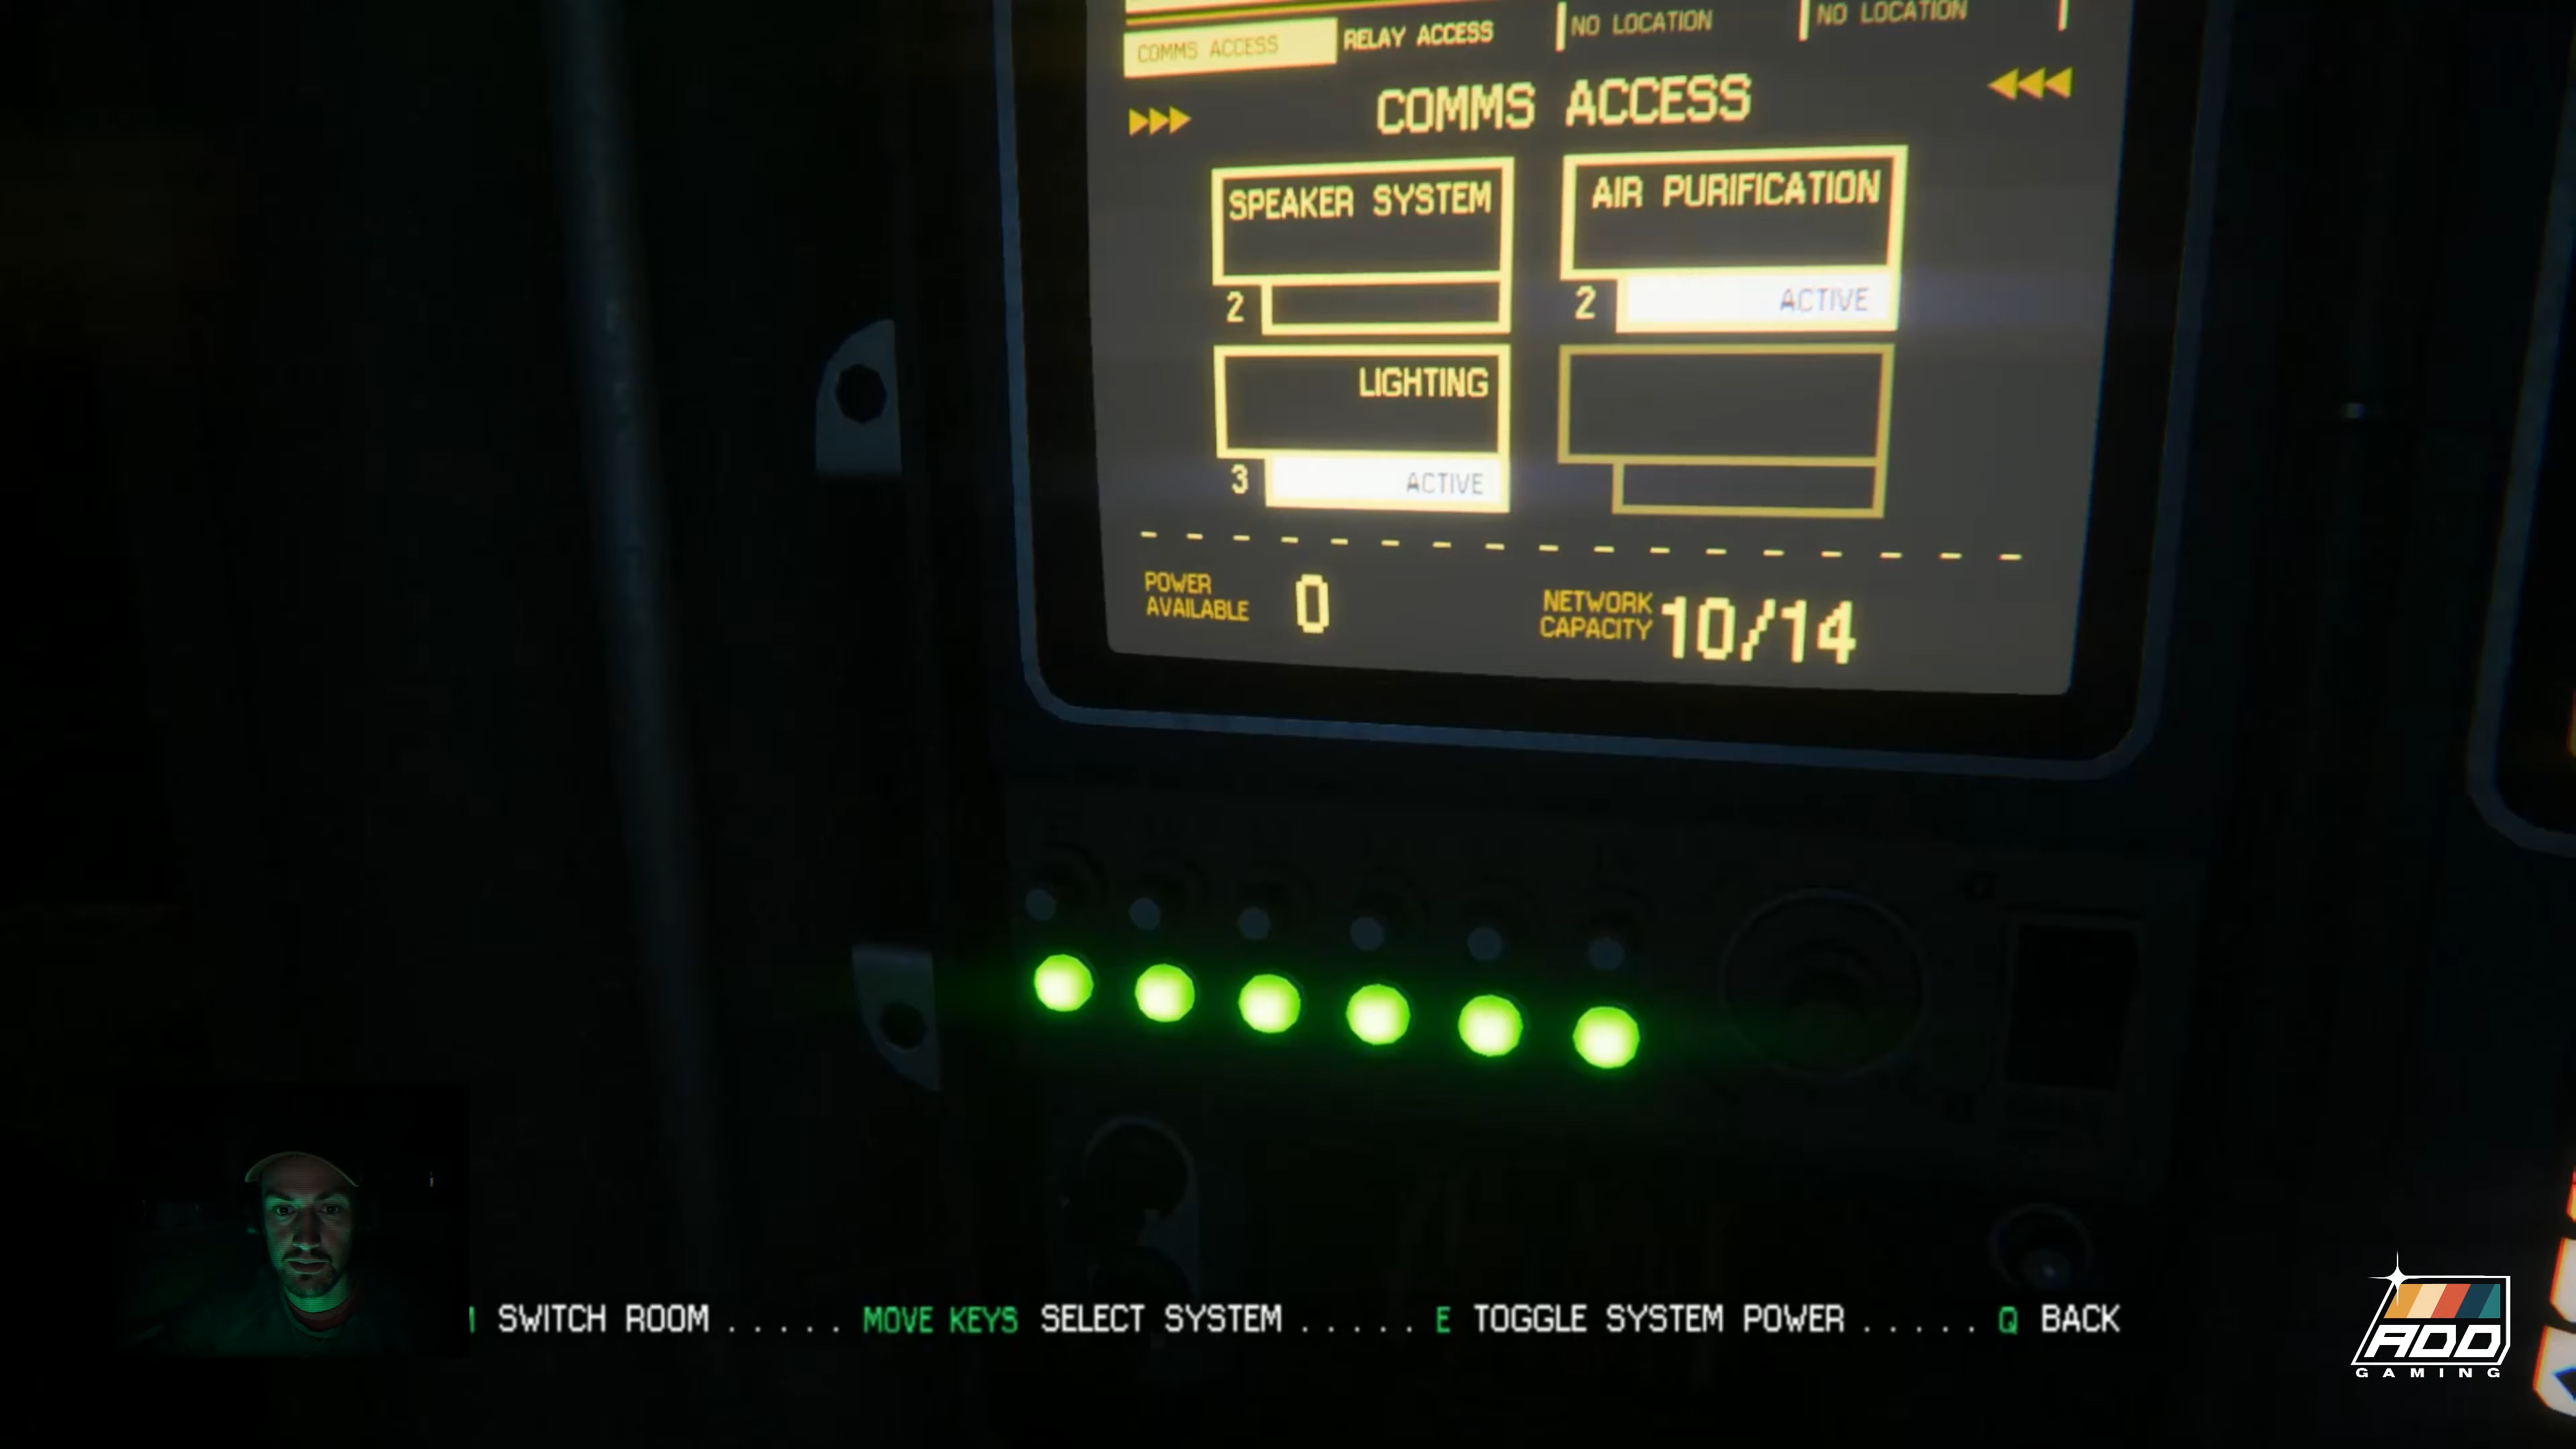 COMMS ACCESS
RELAY ACCESS
NO LOCATION
NO LOCATION
COMMS ACCESS
SPEAKER SYSTEM
AIR PURIFICATION
2
2 ACTIVE
LIGHTING
3 ACTIVE
POWER AVAILABLE 0
NETWORK CAPACITY 10/14
SWITCH ROOM ..... MOVE KEYS SELECT SYSTEM ..... E TOGGLE SYSTEM POWER ..... Q BACK
ADD
GAMING